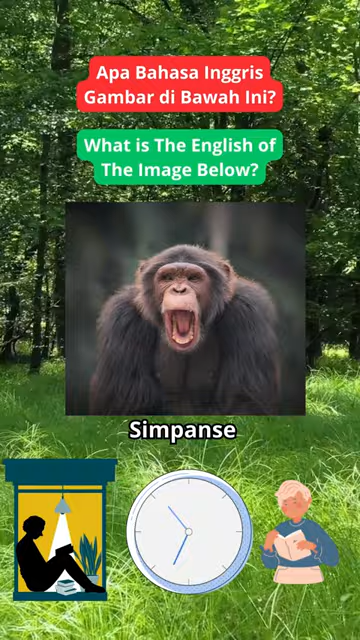 Apa Bahasa Inggris
Gambar di Bawah Ini?
What is The English of
The Image Below?
Simpanse